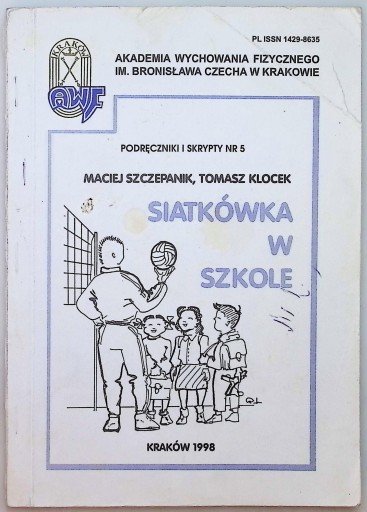 PL ISSN 1429-8635
KRAKÓW
AWF
AKADEMIA WYCHOWANIA FIZYCZNEGO
IM. BRONISŁAWA CZECHA W KRAKOWIE
PODRĘCZNIKI I SKRYPTY NR 5
MACIEJ SZCZEPANIK, TOMASZ KLOCEK
SIATKÓWKA
W
SZKOLE
KRAKÓW 1998